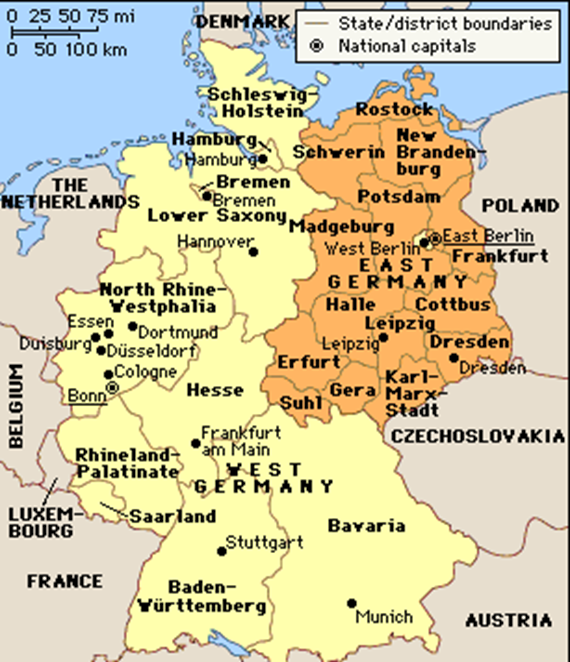 0 25 50 75 mi
0 50 100 km
DENMARK
State/district boundaries
National capitals
Schleswig-
Holstein
Rostock
Hamburg
Hamburg
Schwerin
New
Branden-
burg
Bremen
Bremen
THE
NETHERLANDS
Lower Saxony
Potsdam
POLAND
Madgeburg
Hannover
West Berlin
East Berlin
Frankfurt
EAST
GERMANY
North Rhine-
Westphalia
Halle
Cottbus
Essen
Dortmund
Leipzig
Duisburg
Düsseldorf
Leipzig
Dresden
Dresden
Cologne
Erfurt
Bonn
Hesse
Suhl
Gera
Karl-
Marx-
Stadt
BELGIUM
Frankfurt
am Main
CZECHOSLOVAKIA
Rhineland-
Palatinate
WEST
GERMANY
LUXEM-
BOURG
Saarland
Bavaria
Stuttgart
FRANCE
Baden-
Württemberg
Munich
AUSTRIA